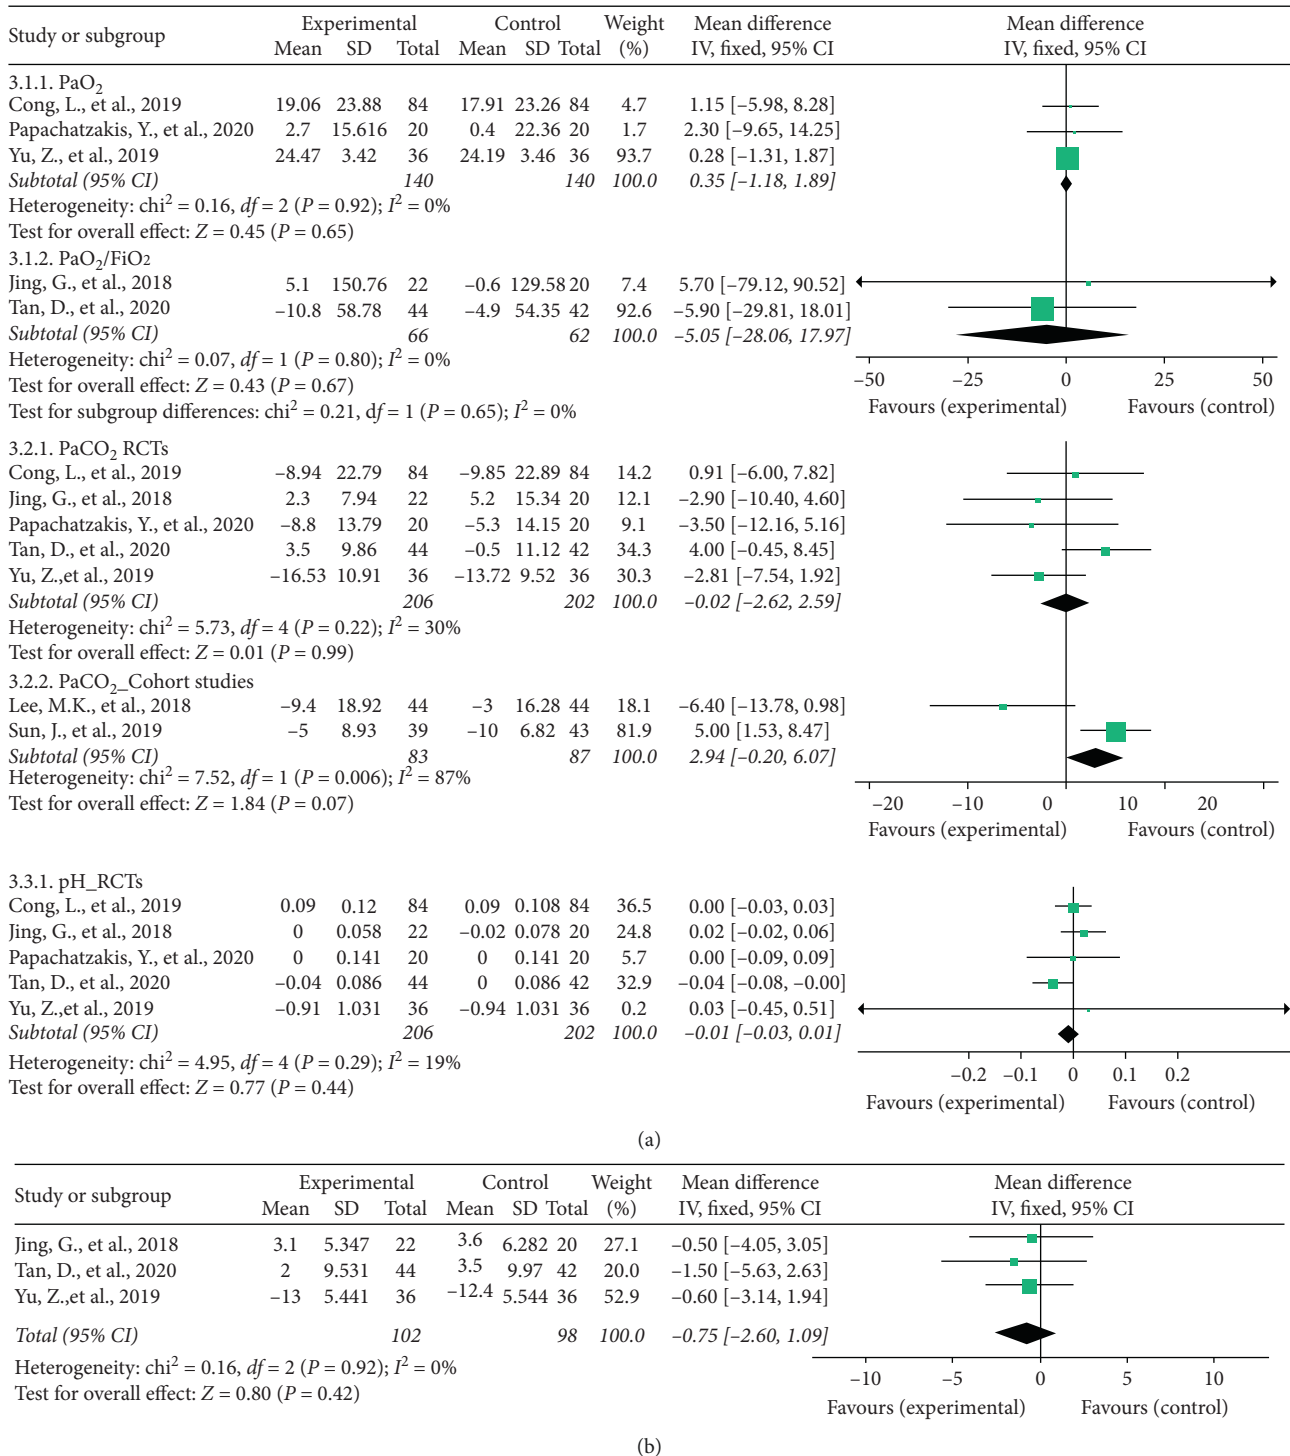 Study or subgroup Experimental Control Weight Mean difference Mean difference
Mean SD Total Mean SD Total (%) IV, fixed, 95% CI IV, fixed, 95% CI
3.1.1. PaO2
Cong, L., et al., 2019 19.06 23.88 84 17.91 23.26 84 4.7 1.15 [–5.98, 8.28]
Papachatzakis, Y., et al., 2020 2.7 15.616 20 0.4 22.36 20 1.7 2.30 [–9.65, 14.25]
Yu, Z., et al., 2019 24.47 3.42 36 24.19 3.46 36 93.7 0.28 [–1.31, 1.87]
Subtotal (95% CI) 140 140 100.0 0.35 [–1.18, 1.89]
Heterogeneity: chi2 = 0.16, df = 2 (P = 0.92); I2 = 0%
Test for overall effect: Z = 0.45 (P = 0.65)
3.1.2. PaO2/FiO2
Jing, G., et al., 2018 5.1 150.76 22 –0.6 129.58 20 7.4 5.70 [–79.12, 90.52]
Tan, D., et al., 2020 –10.8 58.78 44 –4.9 54.35 42 92.6 –5.90 [–29.81, 18.01]
Subtotal (95% CI) 66 62 100.0 –5.05 [–28.06, 17.97]
Heterogeneity: chi2 = 0.07, df = 1 (P = 0.80); I2 = 0%
Test for overall effect: Z = 0.43 (P = 0.67)
–50 –25 0 25 50
Test for subgroup differences: chi2 = 0.21, df = 1 (P = 0.65); I2 = 0%
Favours (experimental) Favours (control)
3.2.1. PaCO2 RCTs
Cong, L., et al., 2019 –8.94 22.79 84 –9.85 22.89 84 14.2 0.91 [–6.00, 7.82]
Jing, G., et al., 2018 2.3 7.94 22 5.2 15.34 20 12.1 –2.90 [–10.40, 4.60]
Papachatzakis, Y., et al., 2020 –8.8 13.79 20 –5.3 14.15 20 9.1 –3.50 [–12.16, 5.16]
Tan, D., et al., 2020 3.5 9.86 44 –0.5 11.12 42 34.3 4.00 [–0.45, 8.45]
Yu, Z.,et al., 2019 –16.53 10.91 36 –13.72 9.52 36 30.3 –2.81 [–7.54, 1.92]
Subtotal (95% CI) 206 202 100.0 –0.02 [–2.62, 2.59]
Heterogeneity: chi2 = 5.73, df = 4 (P = 0.22); I2 = 30%
Test for overall effect: Z = 0.01 (P = 0.99)
3.2.2. PaCO2_Cohort studies
Lee, M.K., et al., 2018 –9.4 18.92 44 –3 16.28 44 18.1 –6.40 [–13.78, 0.98]
Sun, J., et al., 2019 –5 8.93 39 –10 6.82 43 81.9 5.00 [1.53, 8.47]
Subtotal (95% CI) 83 87 100.0 2.94 [–0.20, 6.07]
Heterogeneity: chi2 = 7.52, df = 1 (P = 0.006); I2 = 87%
Test for overall effect: Z = 1.84 (P = 0.07)
–20 –10 0 10 20
Favours (experimental) Favours (control)
3.3.1. pH_RCTs
Cong, L., et al., 2019 0.09 0.12 84 0.09 0.108 84 36.5 0.00 [–0.03, 0.03]
Jing, G., et al., 2018 0 0.058 22 –0.02 0.078 20 24.8 0.02 [–0.02, 0.06]
Papachatzakis, Y., et al., 2020 0 0.141 20 0 0.141 20 5.7 0.00 [–0.09, 0.09]
Tan, D., et al., 2020 –0.04 0.086 44 0 0.086 42 32.9 –0.04 [–0.08, –0.00]
Yu, Z.,et al., 2019 –0.91 1.031 36 –0.94 1.031 36 0.2 0.03 [–0.45, 0.51]
Subtotal (95% CI) 206 202 100.0 –0.01 [–0.03, 0.01]
Heterogeneity: chi2 = 4.95, df = 4 (P = 0.29); I2 = 19%
Test for overall effect: Z = 0.77 (P = 0.44)
–0.2 –0.1 0 0.1 0.2
Favours (experimental) Favours (control)
(a)
Study or subgroup Experimental Control Weight Mean difference Mean difference
Mean SD Total Mean SD Total (%) IV, fixed, 95% CI IV, fixed, 95% CI
Jing, G., et al., 2018 3.1 5.347 22 3.6 6.282 20 27.1 –0.50 [–4.05, 3.05]
Tan, D., et al., 2020 2 9.531 44 3.5 9.97 42 20.0 –1.50 [–5.63, 2.63]
Yu, Z.,et al., 2019 –13 5.441 36 –12.4 5.544 36 52.9 –0.60 [–3.14, 1.94]
Total (95% CI) 102 98 100.0 –0.75 [–2.60, 1.09]
Heterogeneity: chi2 = 0.16, df = 2 (P = 0.92); I2 = 0%
Test for overall effect: Z = 0.80 (P = 0.42)
–10 –5 0 5 10
Favours (experimental) Favours (control)
(b)